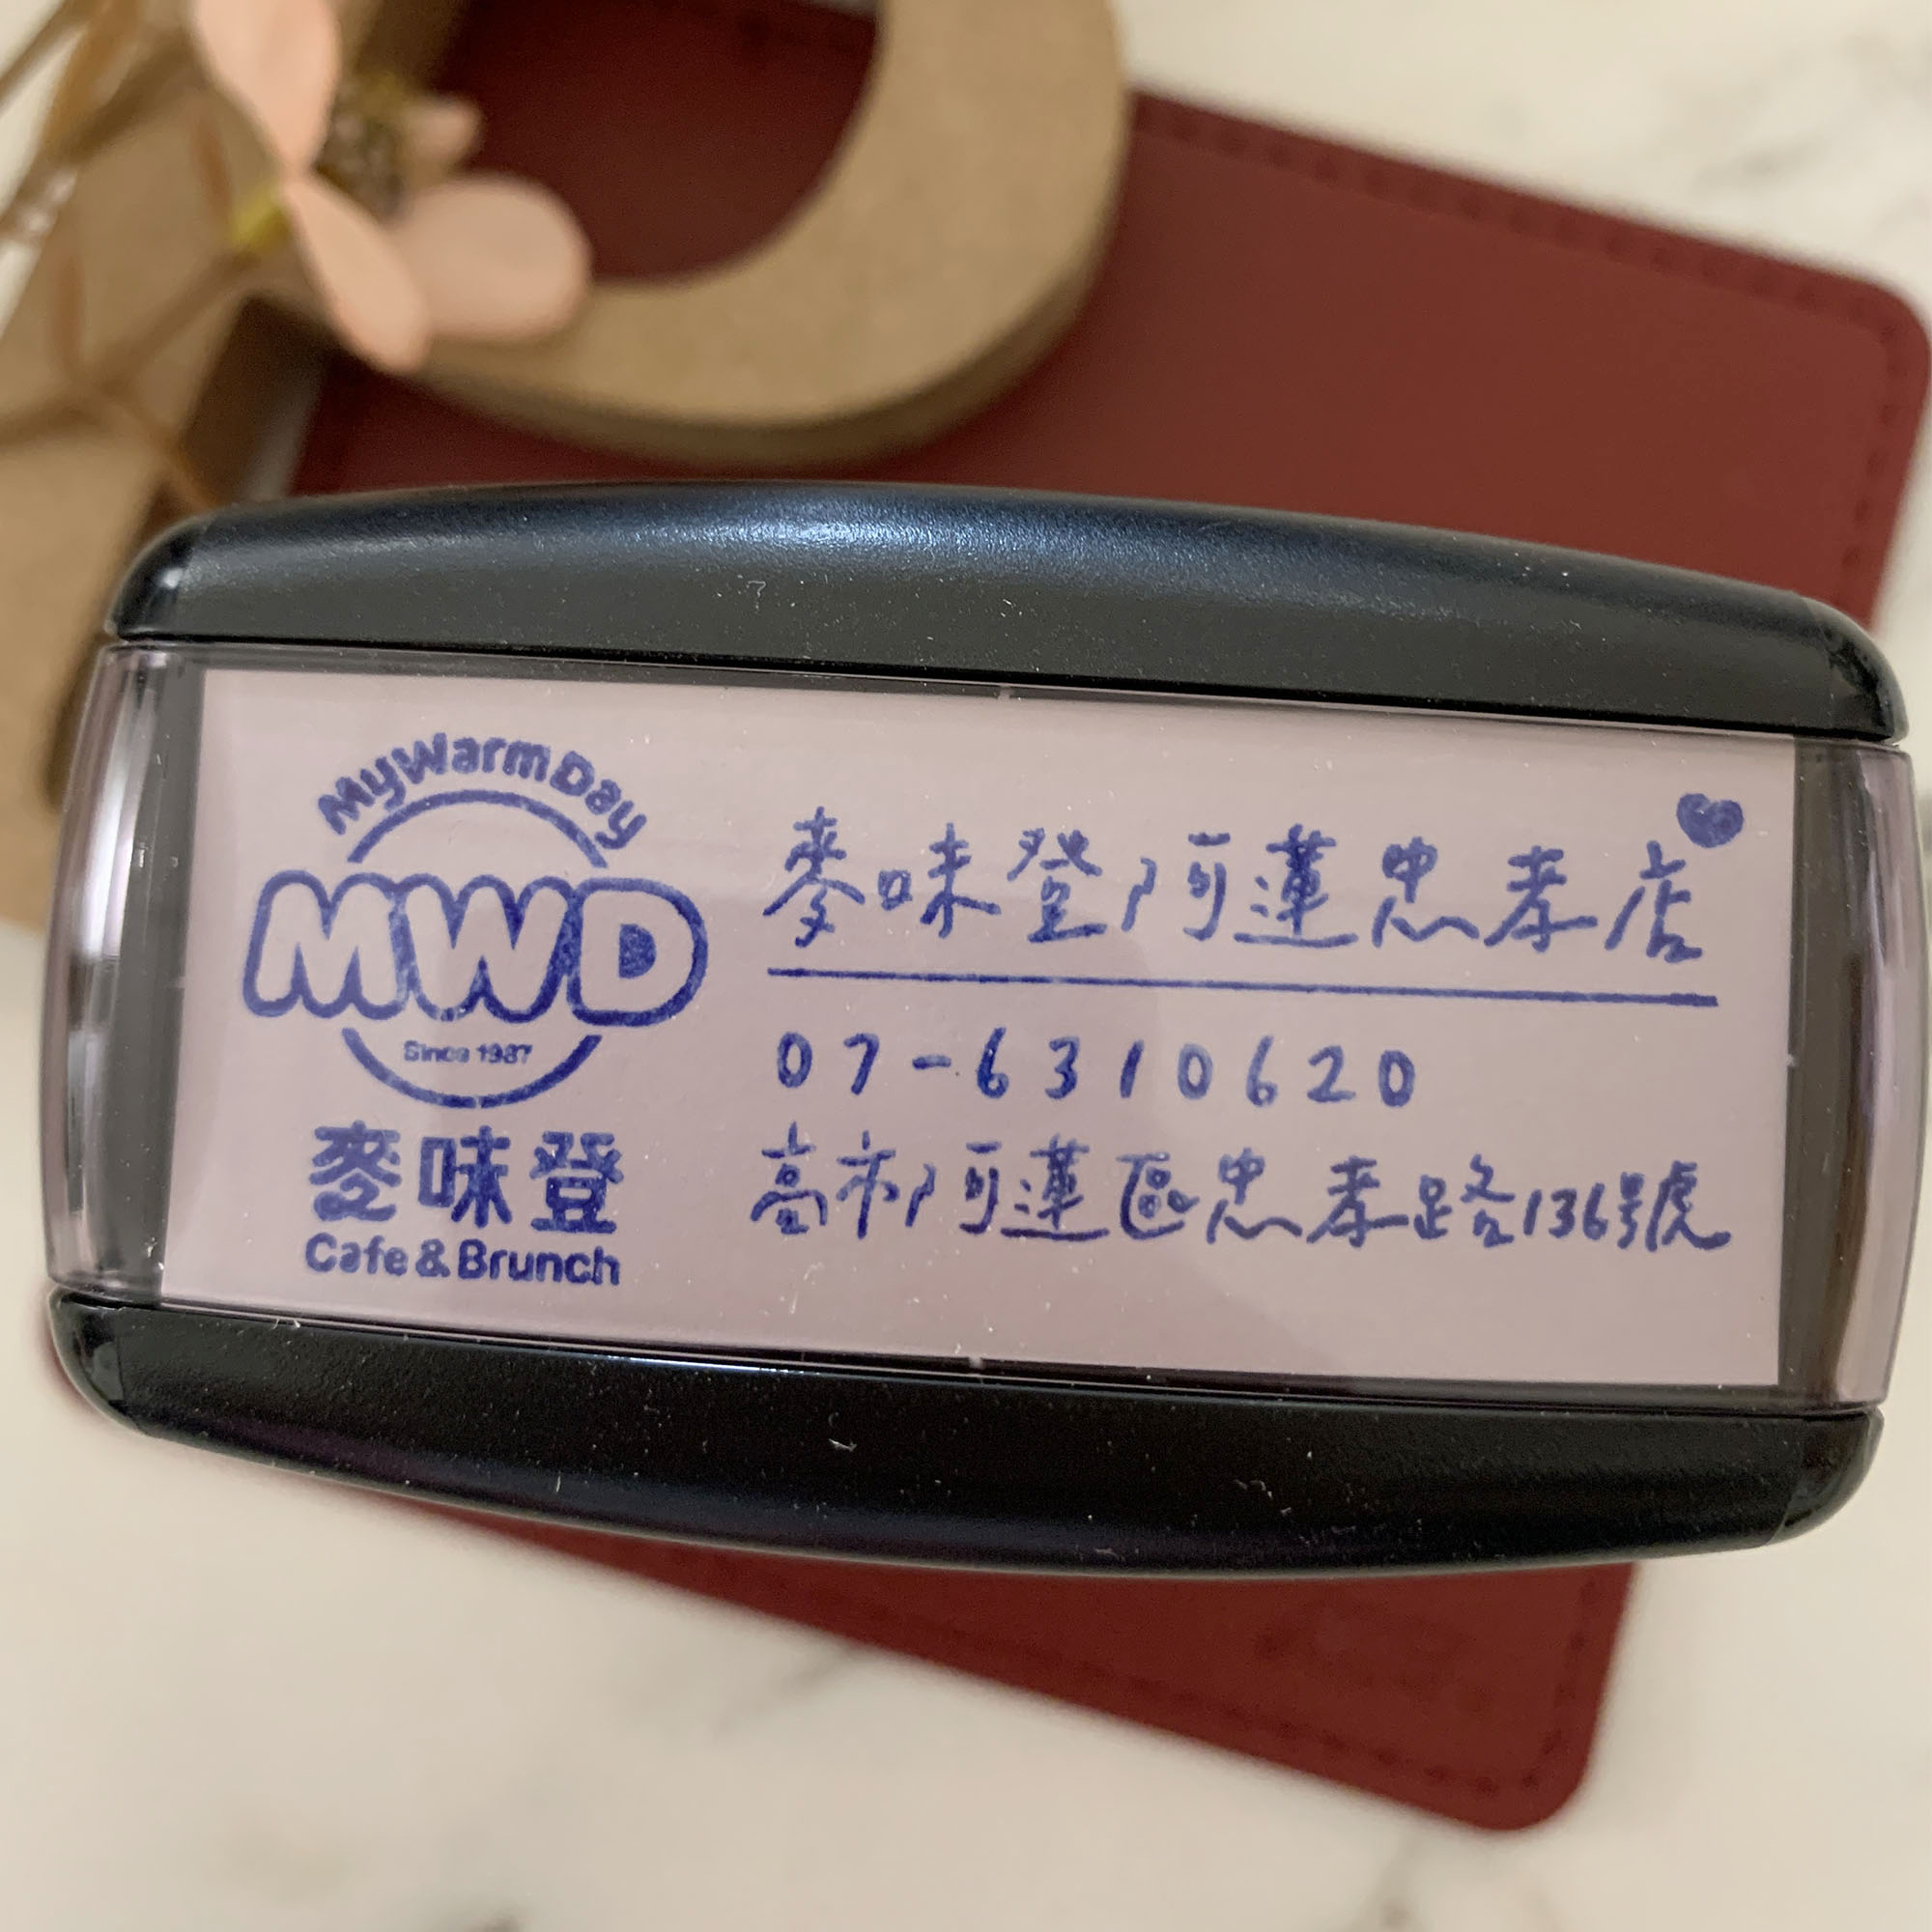 MyWarmDay
MWD
Since 1987
麥味登
Cafe & Brunch
麥味登阿蓮忠孝店
07-6310620
高市阿蓮區忠孝路136號